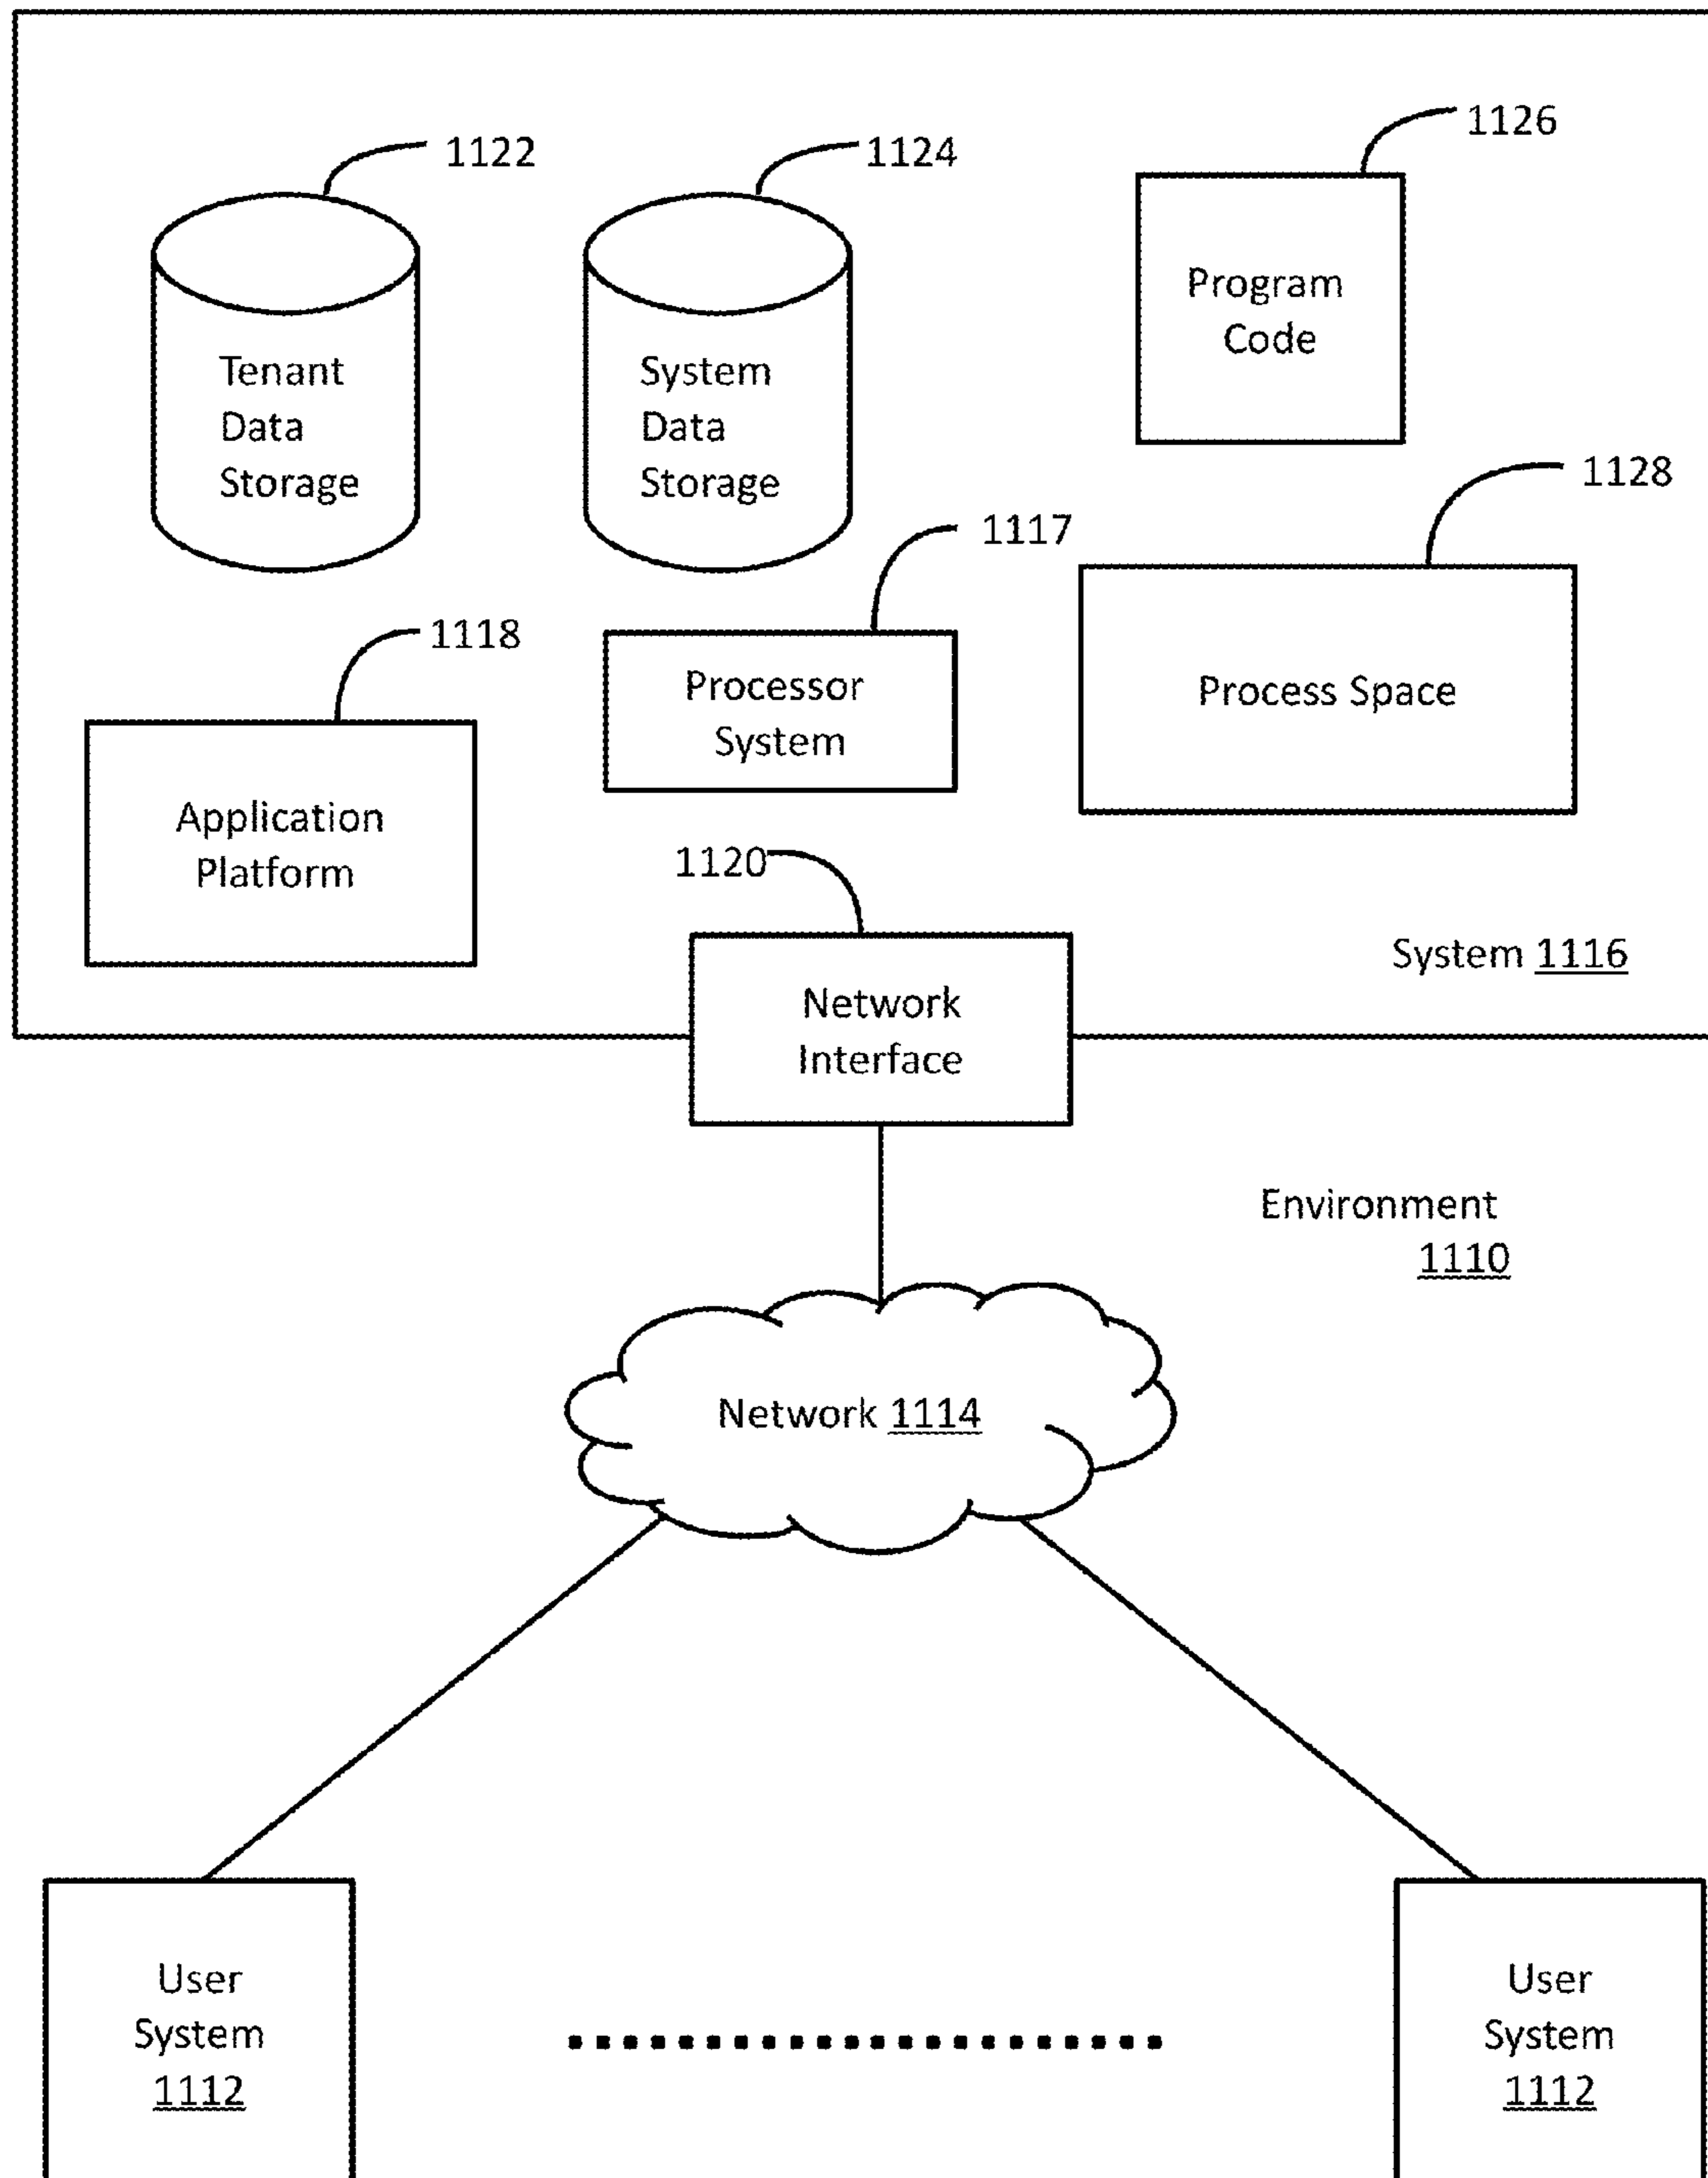 1122
1124
1126
Tenant
Data
Storage
System
Data
Storage
Program
Code
1117
1128
1118
Processor
System
Process Space
Application
Platform
1120
System 1116
Network
Interface
Environment
1110
Network 1114
User
System
1112
User
System
1112